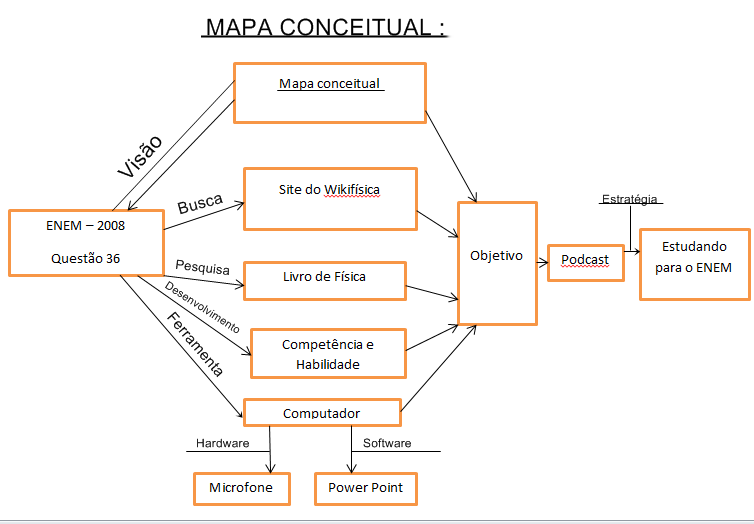 MAPA CONCEITUAL :
Mapa conceitual
Visão
Busca
Site do Wikifísica
ENEM – 2008
Questão 36
Pesquisa
Livro de Física
Desenvolvimento
Competência e
Habilidade
Ferramenta
Computador
Hardware
Software
Microfone
Power Point
Objetivo
Podcast
Estratégia
Estudando
para o ENEM